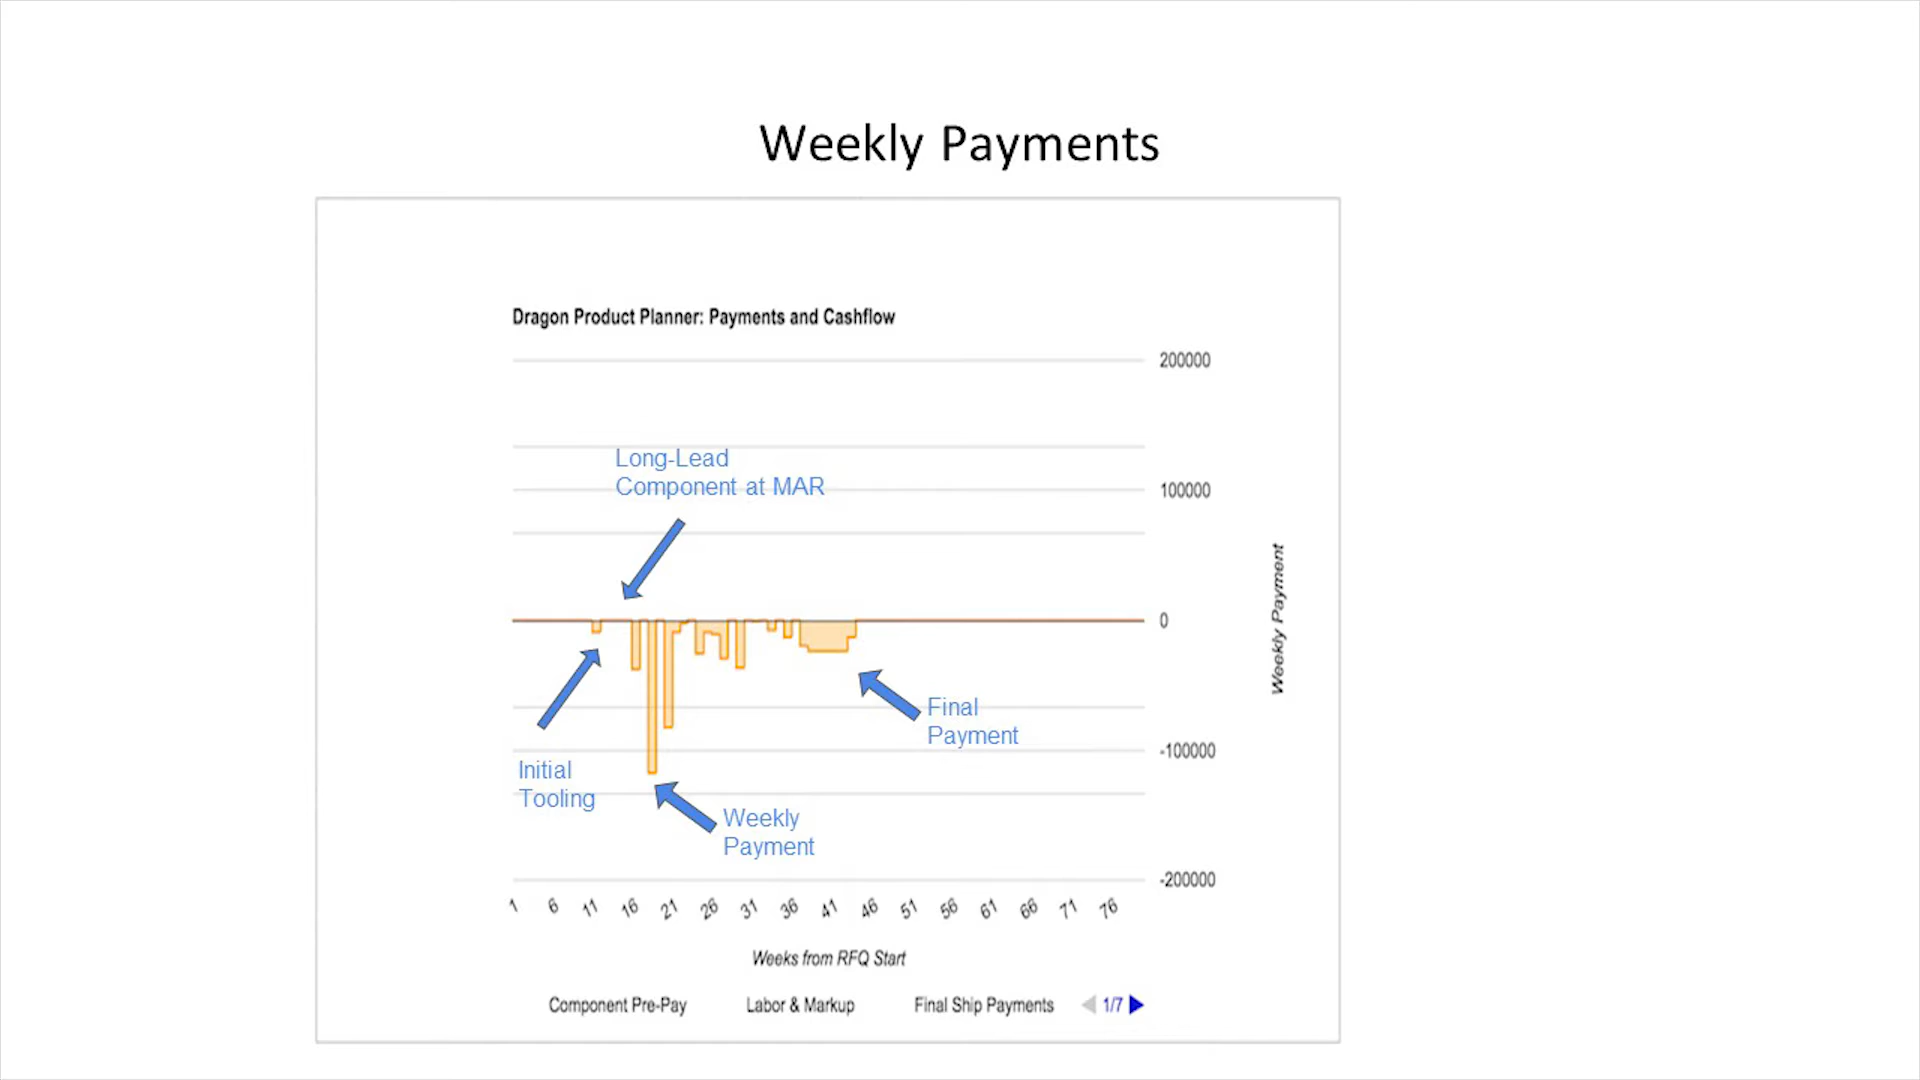 Weekly Payments
Dragon Product Planner: Payments and Cashflow
200000
Long-Lead
Component at MAR
100000
0
Weekly Payment
Final
Payment
-100000
Initial
Tooling
Weekly
Payment
-200000
1 6 11 16 21 26 31 36 41 46 51 56 61 66 71 76
Weeks from RFQ Start
Component Pre-Pay Labor & Markup Final Ship Payments 1/7